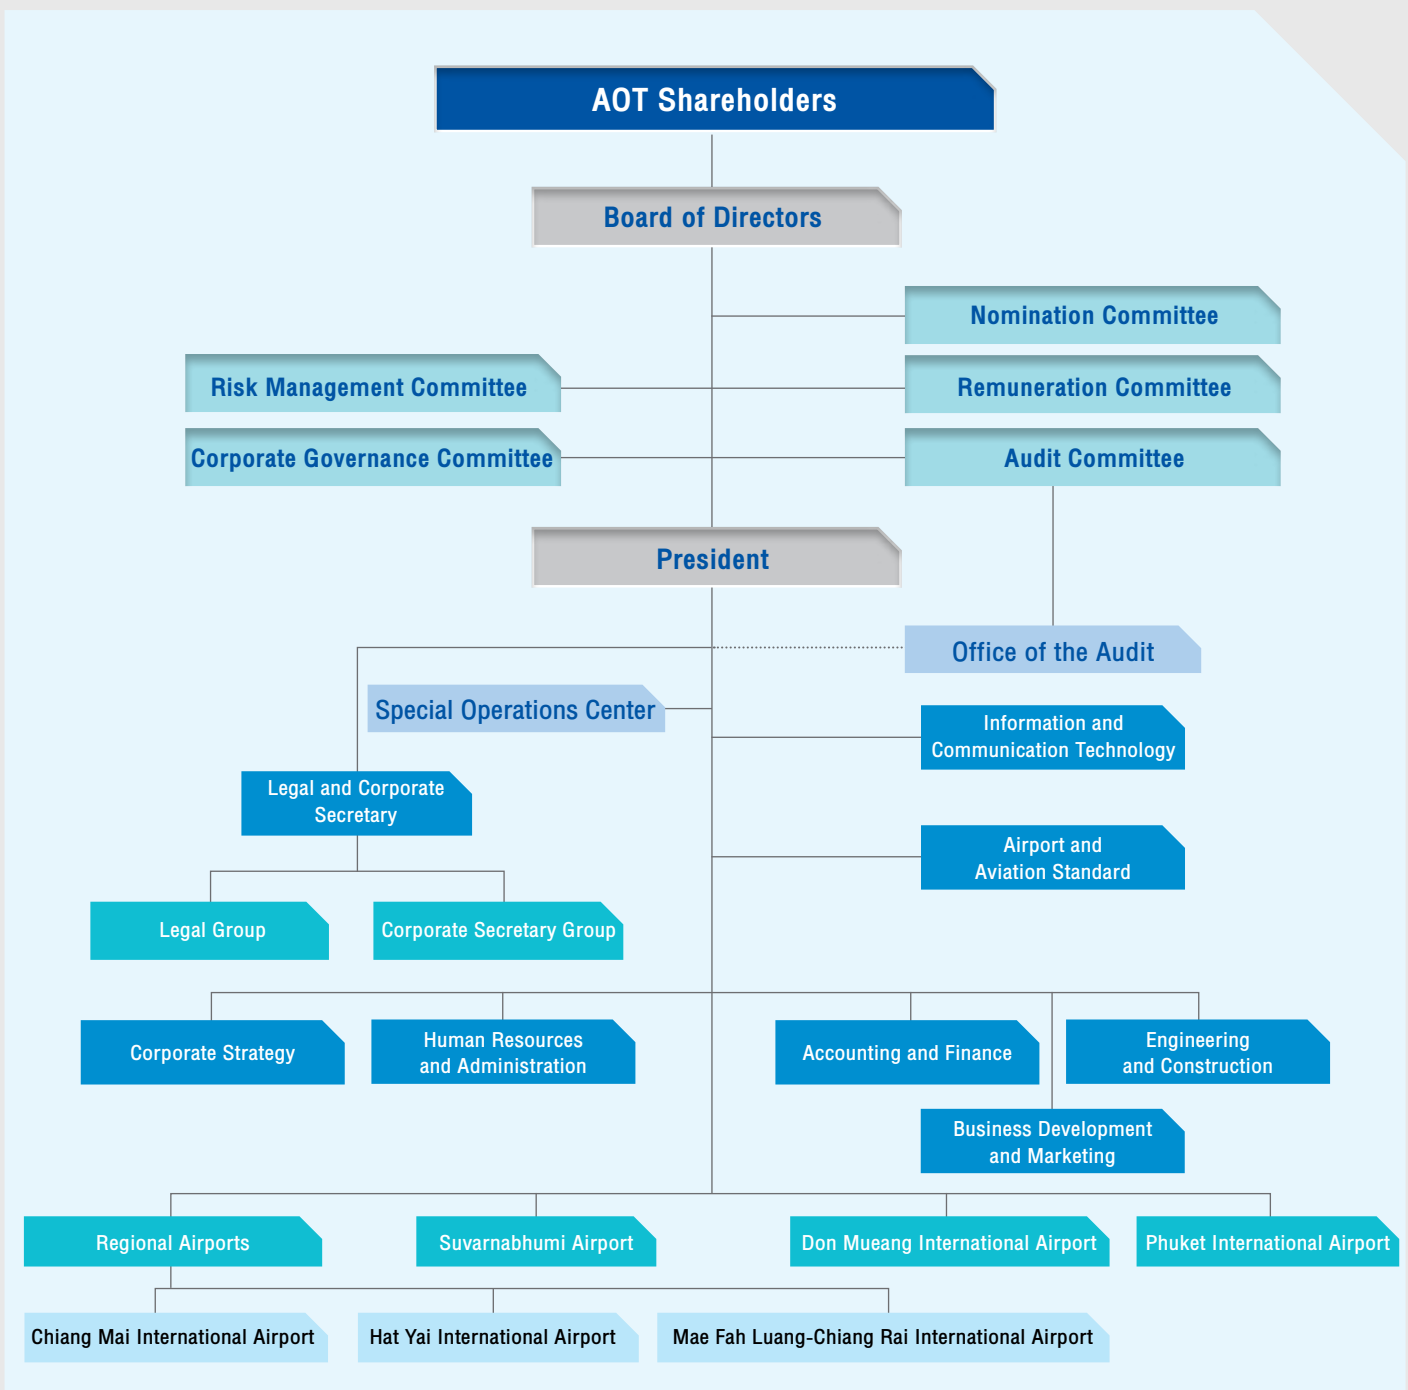 AOT Shareholders
Board of Directors
Nomination Committee
Risk Management Committee
Remuneration Committee
Corporate Governance Committee
Audit Committee
President
Office of the Audit
Special Operations Center
Information and
Communication Technology
Legal and Corporate
Secretary
Airport and
Aviation Standard
Legal Group
Corporate Secretary Group
Corporate Strategy
Human Resources
and Administration
Accounting and Finance
Engineering
and Construction
Business Development
and Marketing
Regional Airports
Suvarnabhumi Airport
Don Mueang International Airport
Phuket International Airport
Chiang Mai International Airport
Hat Yai International Airport
Mae Fah Luang-Chiang Rai International Airport